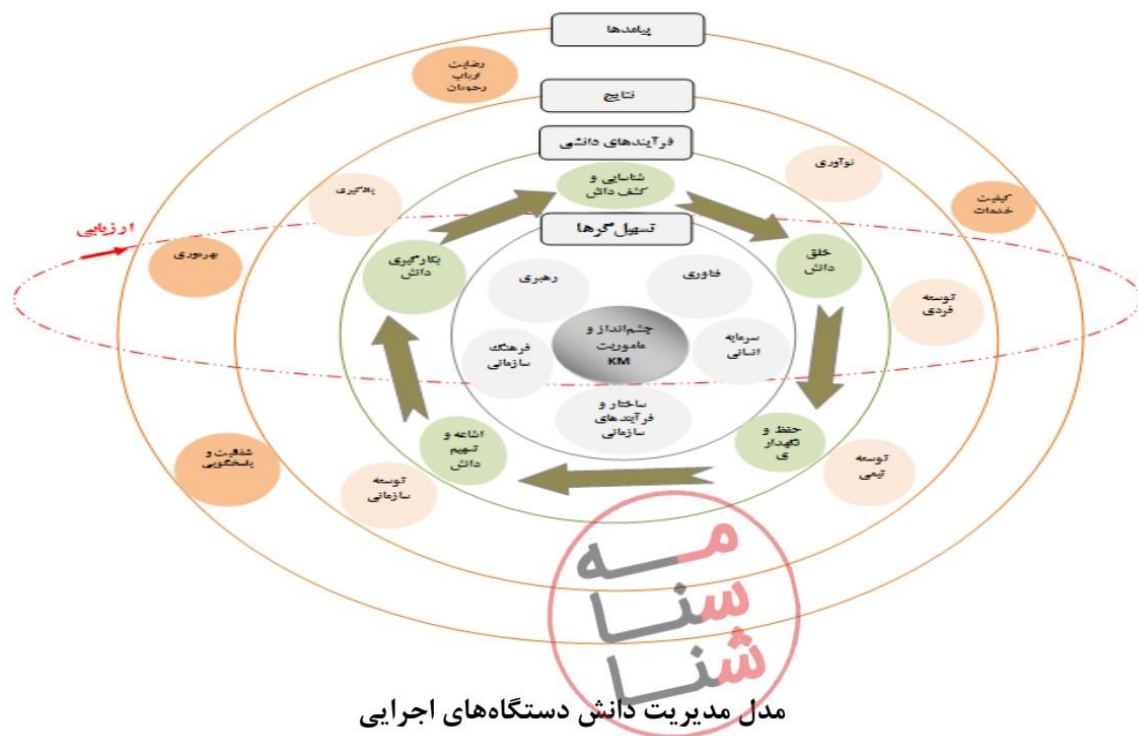 پیامدها
رضایت
ارباب
رجوعان
نتایج
فرآیندهای دانشی
شناسایی و
کشف دانش
نوآوری
یادگیری
کیفیت
خدمات
تسهیل‌گرها
ارزیابی
خلق
دانش
بهره‌وری
بکارگیری
دانش
رهبری
فناوری
توسعه
فردی
چشم‌انداز و
ماموریت
KM
سرمایه
انسانی
فرهنگ
سازمانی
ساختار و
فرآیندهای
سازمانی
حفظ و
نگهدار
ی
اشاعه و
تسهیم
دانش
شفافیت و
پاسخگویی
توسعه
تیمی
توسعه
سازمانی
مــه
سنا
شنا
مدل مدیریت دانش دستگاه‌های اجرایی